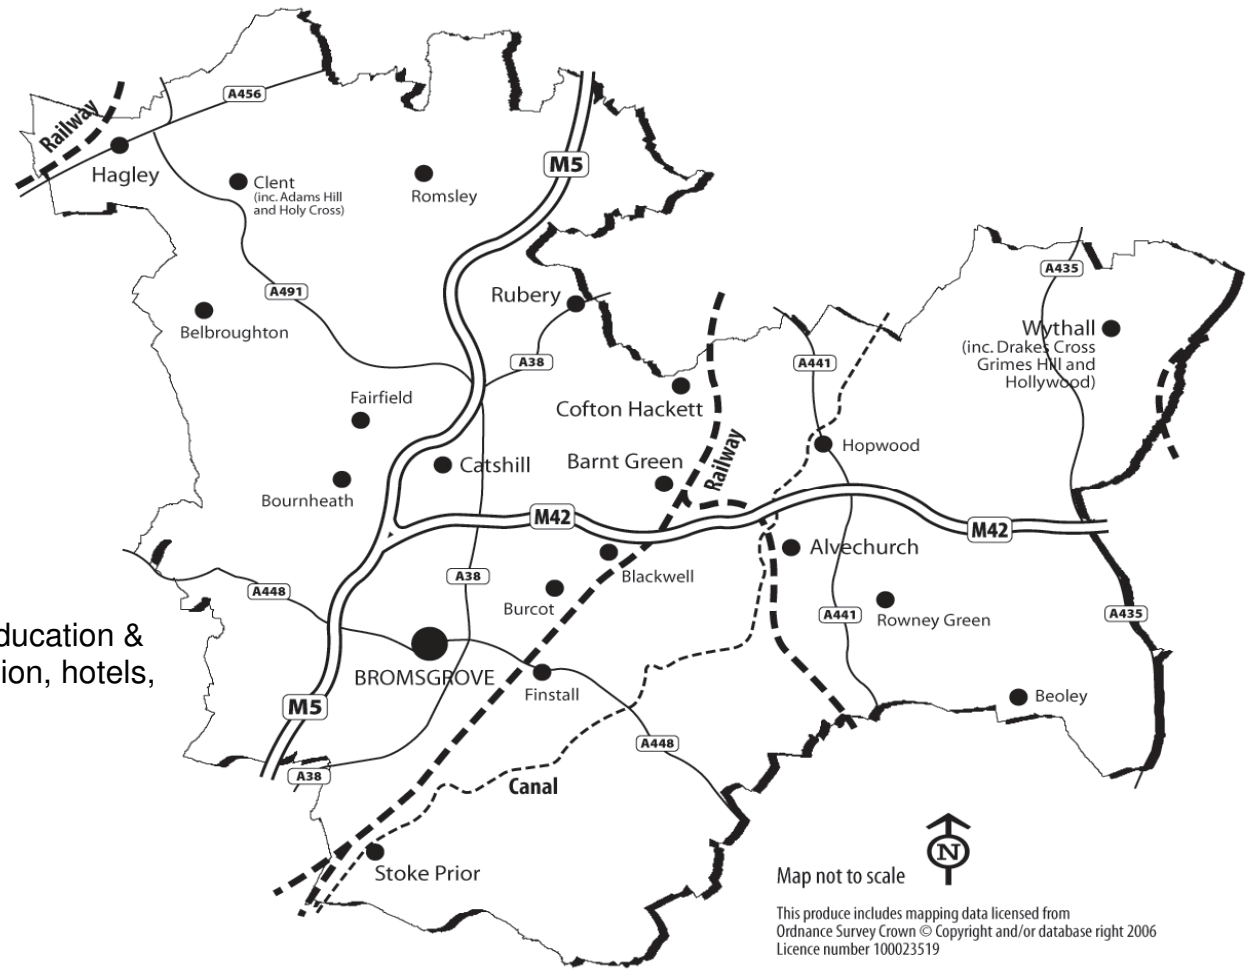 A456
Railway
Hagley
Clent
(inc. Adams Hill
and Holy Cross)
Romsley
M5
A491
Belbroughton
Rubery
A38
A435
Wythall
(inc. Drakes Cross
Grimes Hill and
Hollywood)
A441
Fairfield
Cofton Hackett
Hopwood
Catshill
Barnt Green
Railway
Bournheath
M42
M42
Alvechurch
A448
A38
Blackwell
Burcot
A441
Rowney Green
A435
ducation &
ion, hotels,
BROMSGROVE
Finstall
Beoley
M5
A448
A38
Canal
Stoke Prior
N
Map not to scale
This produce includes mapping data licensed from
Ordnance Survey Crown © Copyright and/or database right 2006
Licence number 100023519